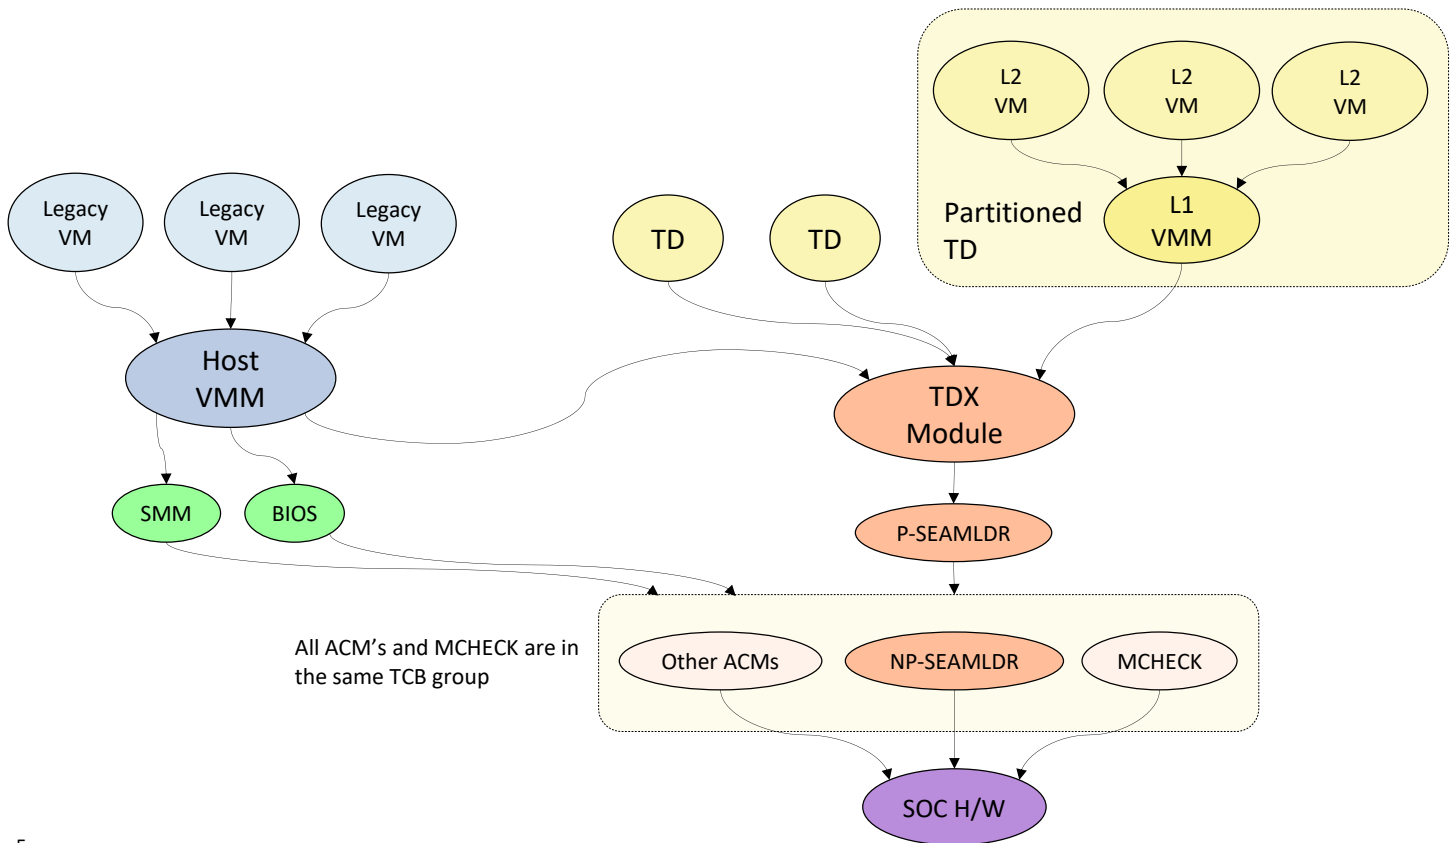 L2
VM
L2
VM
L2
VM
Legacy
VM
Legacy
VM
Legacy
VM
TD
TD
Partitioned
TD
L1
VMM
Host
VMM
TDX
Module
SMM
BIOS
P-SEAMLDR
All ACM's and MCHECK are in
the same TCB group
Other ACMs
NP-SEAMLDR
MCHECK
SOC H/W